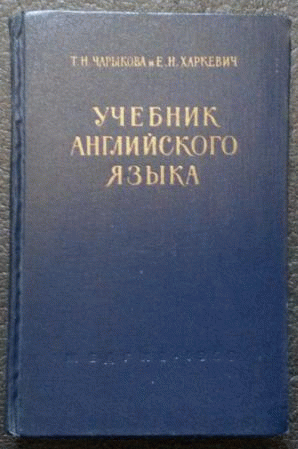 Т. Н. ЧАРЫКОВА и Е. Н. ХАРКЕВИЧ
УЧЕБНИК
АНГЛИЙСКОГО
ЯЗЫКА